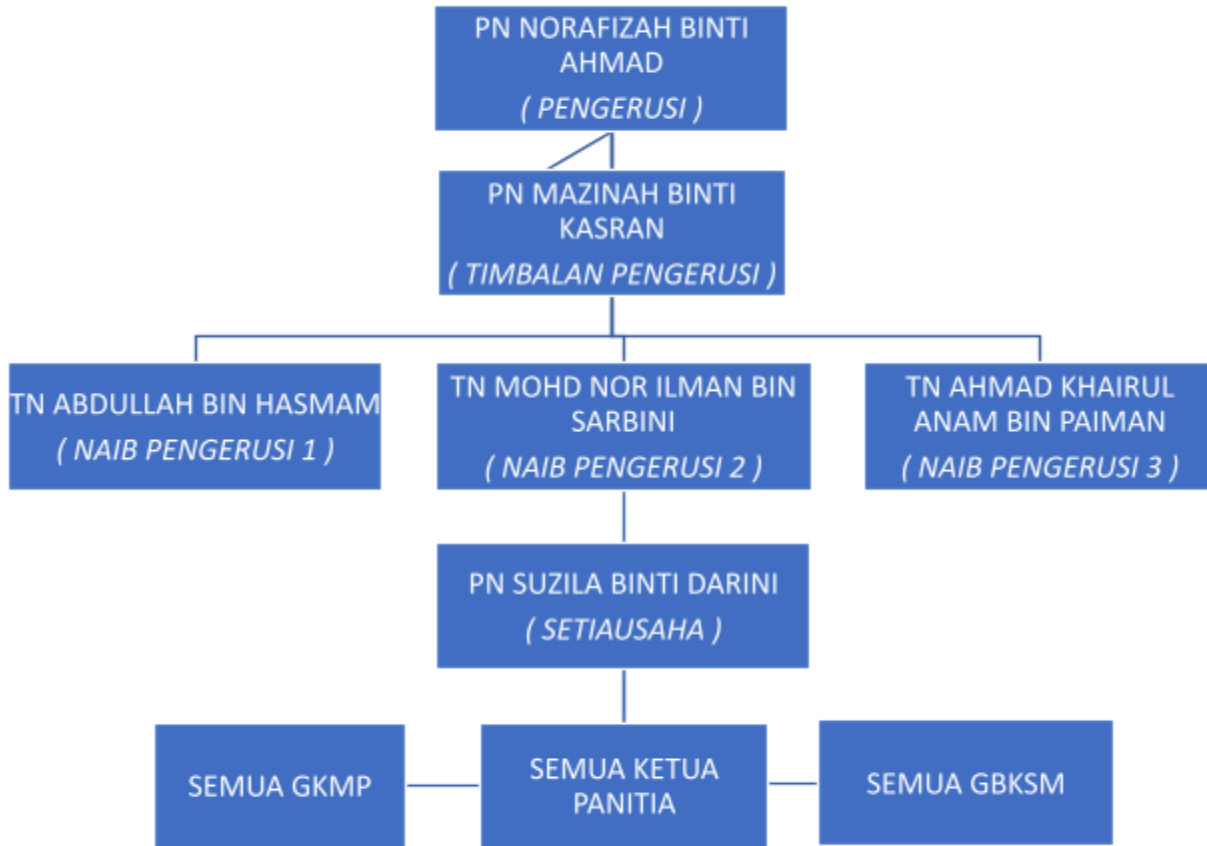 PN NORAFIZAH BINTI
AHMAD
( PENGERUSI )
PN MAZINAH BINTI
KASRAN
( TIMBALAN PENGERUSI )
TN ABDULLAH BIN HASMAM
( NAIB PENGERUSI 1 )
TN MOHD NOR ILMAN BIN
SARBINI
( NAIB PENGERUSI 2 )
TN AHMAD KHAIRUL
ANAM BIN PAIMAN
( NAIB PENGERUSI 3 )
PN SUZILA BINTI DARINI
( SETIAUSAHA )
SEMUA GKMP
SEMUA KETUA
PANITIA
SEMUA GBKSM